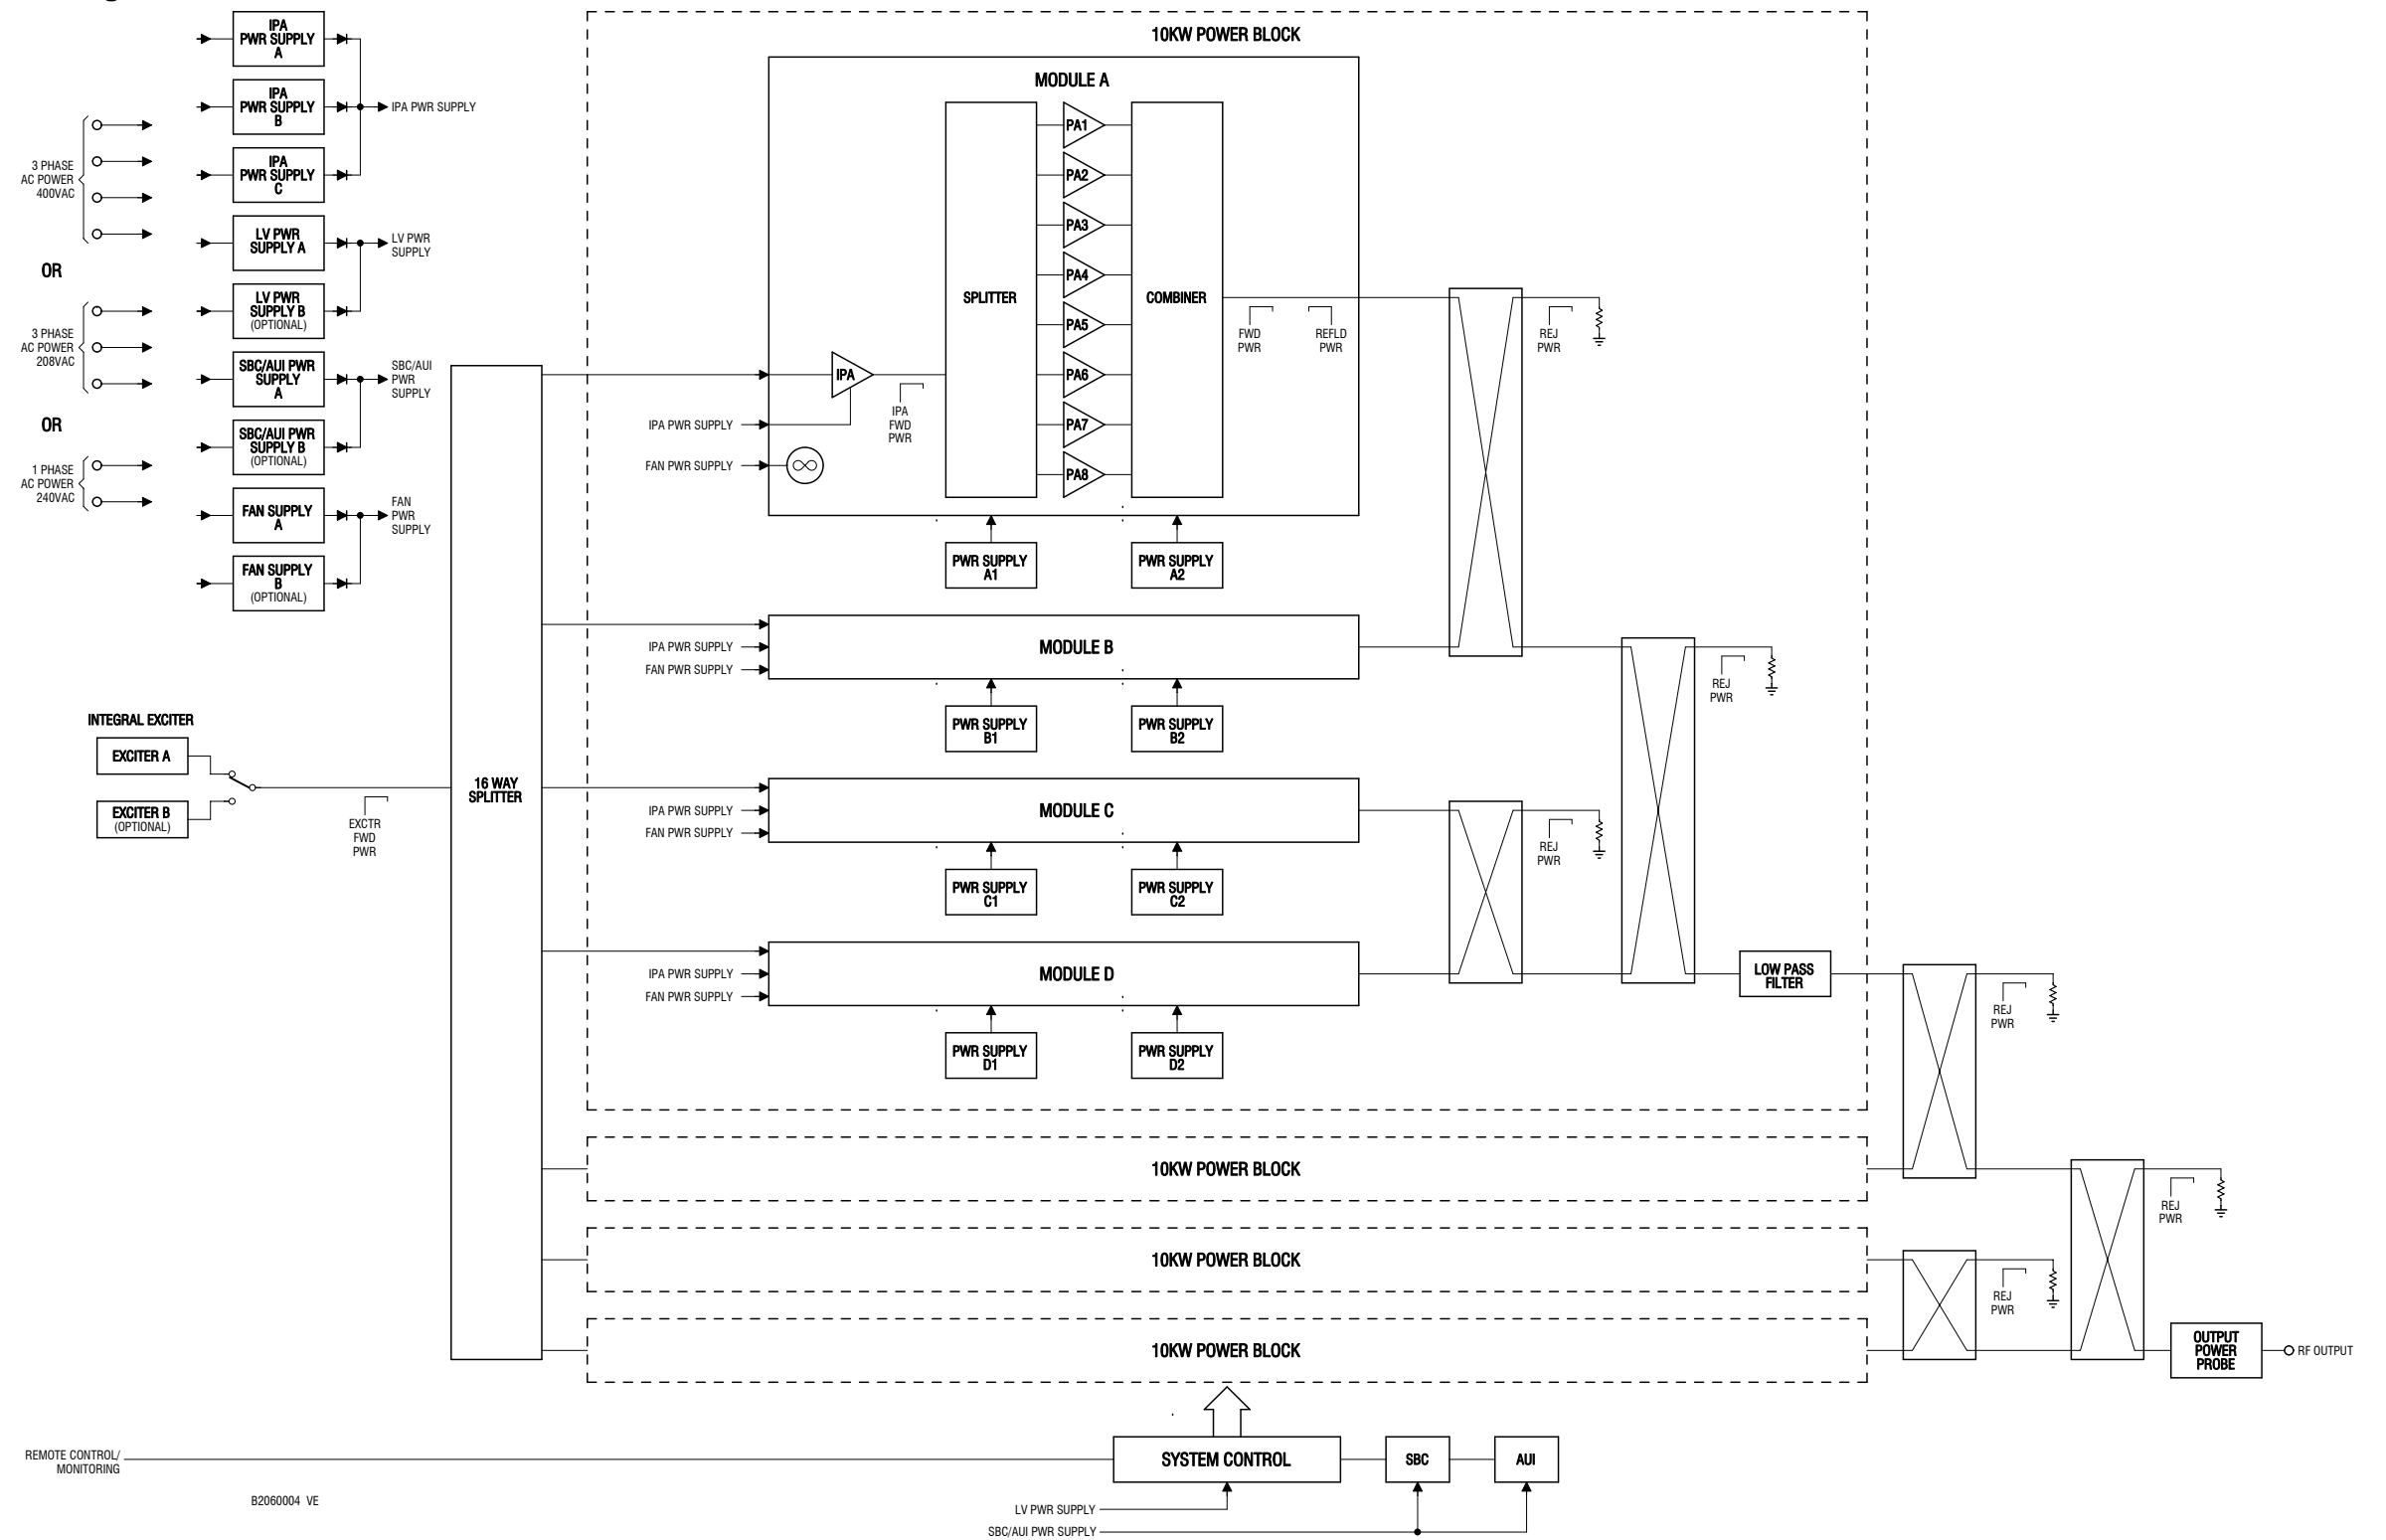 IPA
PWR SUPPLY
A
IPA
PWR SUPPLY
B
IPA PWR SUPPLY
IPA
PWR SUPPLY
C
3 PHASE
AC POWER
400VAC
LV PWR
SUPPLY A
LV PWR
SUPPLY
OR
LV PWR
SUPPLY B
(OPTIONAL)
3 PHASE
AC POWER
208VAC
SBC/AUI PWR
SUPPLY
A
SBC/AUI
PWR
SUPPLY
OR
SBC/AUI PWR
SUPPLY B
(OPTIONAL)
1 PHASE
AC POWER
240VAC
FAN SUPPLY
A
FAN
PWR
SUPPLY
FAN SUPPLY
B
(OPTIONAL)
INTEGRAL EXCITER
EXCITER A
EXCITER B
(OPTIONAL)
EXCTR
FWD
PWR
16 WAY
SPLITTER
10KW POWER BLOCK
MODULE A
SPLITTER
PA1
PA2
PA3
PA4
PA5
PA6
PA7
PA8
COMBINER
IPA
IPA
FWD
PWR
IPA PWR SUPPLY
FAN PWR SUPPLY
FWD
PWR
REFLD
PWR
REJ
PWR
PWR SUPPLY
A1
PWR SUPPLY
A2
MODULE B
IPA PWR SUPPLY
FAN PWR SUPPLY
PWR SUPPLY
B1
PWR SUPPLY
B2
REJ
PWR
MODULE C
IPA PWR SUPPLY
FAN PWR SUPPLY
PWR SUPPLY
C1
PWR SUPPLY
C2
REJ
PWR
MODULE D
IPA PWR SUPPLY
FAN PWR SUPPLY
PWR SUPPLY
D1
PWR SUPPLY
D2
LOW PASS
FILTER
REJ
PWR
10KW POWER BLOCK
REJ
PWR
10KW POWER BLOCK
REJ
PWR
10KW POWER BLOCK
OUTPUT
POWER
PROBE
RF OUTPUT
REMOTE CONTROL/
MONITORING
SYSTEM CONTROL
SBC
AUI
B2060004 VE
LV PWR SUPPLY
SBC/AUI PWR SUPPLY